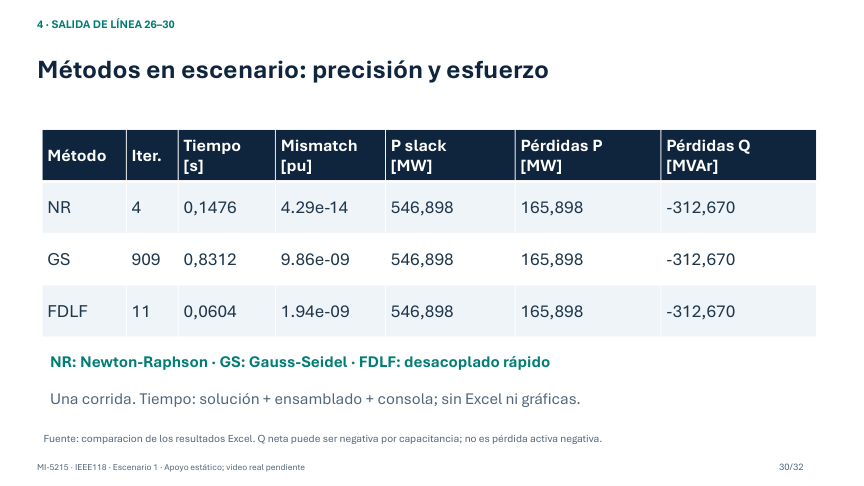 4 · SALIDA DE LÍNEA 26–30
Métodos en escenario: precisión y esfuerzo
Método Iter. Tiempo [s] Mismatch [pu] P slack [MW] Pérdidas P [MW] Pérdidas Q [MVAr]
NR 4 0,1476 4.29e-14 546,898 165,898 -312,670
GS 909 0,8312 9.86e-09 546,898 165,898 -312,670
FDLF 11 0,0604 1.94e-09 546,898 165,898 -312,670
NR: Newton-Raphson · GS: Gauss-Seidel · FDLF: desacoplado rápido
Una corrida. Tiempo: solución + ensamblado + consola; sin Excel ni gráficas.
Fuente: comparacion de los resultados Excel. Q neta puede ser negativa por capacitancia; no es pérdida activa negativa.
MI-5215 · IEEE118 · Escenario 1 · Apoyo estático; video real pendiente 30/32